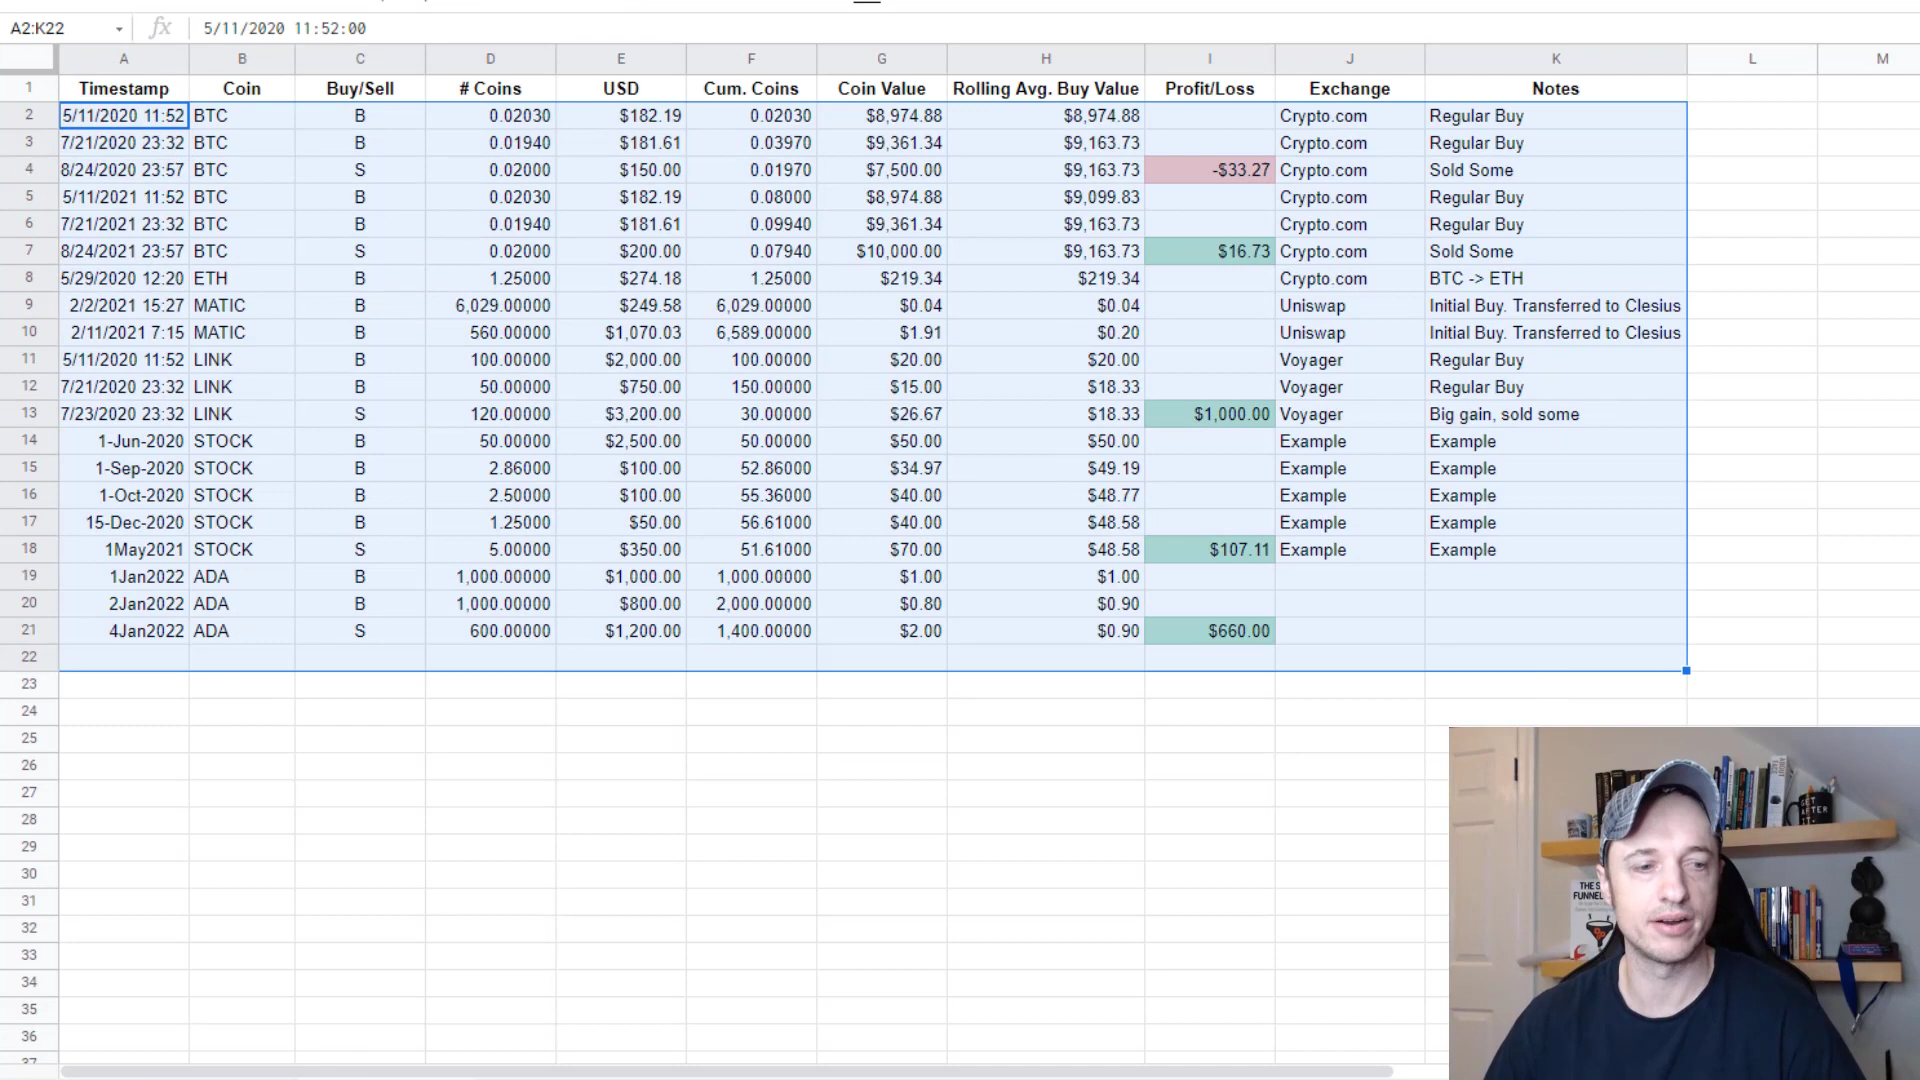 A2:K22 fx 5/11/2020 11:52:00
A B C D E F G H I J K L M
1 Timestamp Coin Buy/Sell # Coins USD Cum. Coins Coin Value Rolling Avg. Buy Value Profit/Loss Exchange Notes
2 5/11/2020 11:52 BTC B 0.02030 $182.19 0.02030 $8,974.88 $8,974.88 Crypto.com Regular Buy
3 7/21/2020 23:32 BTC B 0.01940 $181.61 0.03970 $9,361.34 $9,163.73 Crypto.com Regular Buy
4 8/24/2020 23:57 BTC S 0.02000 $150.00 0.01970 $7,500.00 $9,163.73 -$33.27 Crypto.com Sold Some
5 5/11/2021 11:52 BTC B 0.02030 $182.19 0.08000 $8,974.88 $9,099.83 Crypto.com Regular Buy
6 7/21/2021 23:32 BTC B 0.01940 $181.61 0.09940 $9,361.34 $9,163.73 Crypto.com Regular Buy
7 8/24/2021 23:57 BTC S 0.02000 $200.00 0.07940 $10,000.00 $9,163.73 $16.73 Crypto.com Sold Some
8 5/29/2020 12:20 ETH B 1.25000 $274.18 1.25000 $219.34 $219.34 Crypto.com BTC -> ETH
9 2/2/2021 15:27 MATIC B 6,029.00000 $249.58 6,029.00000 $0.04 $0.04 Uniswap Initial Buy. Transferred to Clesius
10 2/11/2021 7:15 MATIC B 560.00000 $1,070.03 6,589.00000 $1.91 $0.20 Uniswap Initial Buy. Transferred to Clesius
11 5/11/2020 11:52 LINK B 100.00000 $2,000.00 100.00000 $20.00 $20.00 Voyager Regular Buy
12 7/21/2020 23:32 LINK B 50.00000 $750.00 150.00000 $15.00 $18.33 Voyager Regular Buy
13 7/23/2020 23:32 LINK S 120.00000 $3,200.00 30.00000 $26.67 $18.33 $1,000.00 Voyager Big gain, sold some
14 1-Jun-2020 STOCK B 50.00000 $2,500.00 50.00000 $50.00 $50.00 Example Example
15 1-Sep-2020 STOCK B 2.86000 $100.00 52.86000 $34.97 $49.19 Example Example
16 1-Oct-2020 STOCK B 2.50000 $100.00 55.36000 $40.00 $48.77 Example Example
17 15-Dec-2020 STOCK B 1.25000 $50.00 56.61000 $40.00 $48.58 Example Example
18 1May2021 STOCK S 5.00000 $350.00 51.61000 $70.00 $48.58 $107.11 Example Example
19 1Jan2022 ADA B 1,000.00000 $1,000.00 1,000.00000 $1.00 $1.00
20 2Jan2022 ADA B 1,000.00000 $800.00 2,000.00000 $0.80 $0.90
21 4Jan2022 ADA S 600.00000 $1,200.00 1,400.00000 $2.00 $0.90 $660.00
22
23
24
25
26
27
28
29
30
31
32
33
34
35
36
37
GET
AFTER
IT.
THE
FUNNEL